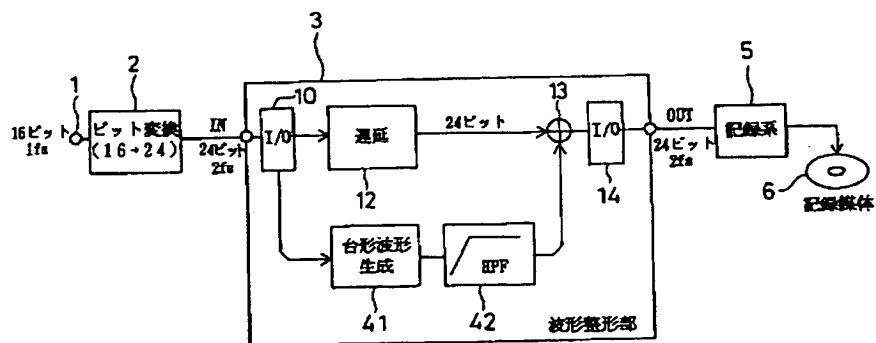 3
1
2
10
13
5
16ビット
1fs
ビット変換
(16→24)
IN
24ビット
2fs
I/O
遅延
24ビット
I/O
OUT
24ビット
2fs
記録系
12
14
6
記録媒体
台形波形
生成
HPF
41
42
波形整形部